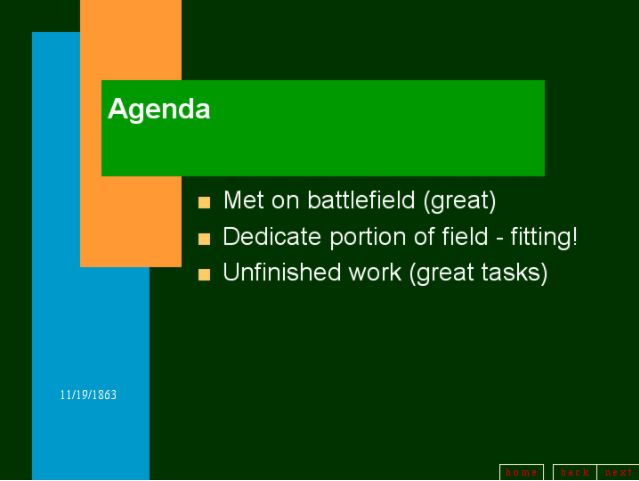 Agenda
Met on battlefield (great)
Dedicate portion of field - fitting!
Unfinished work (great tasks)
11/19/1863
home back next